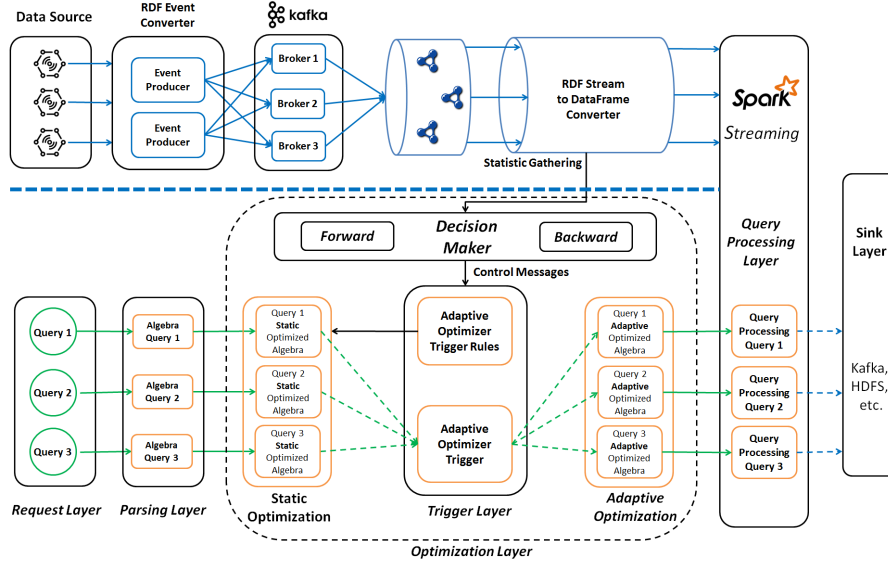 Data Source
RDF Event
Converter
kafka
Event
Producer
Event
Producer
Broker 1
Broker 2
Broker 3
RDF Stream
to DataFrame
Converter
Spark
Streaming
Statistic Gathering
Decision
Maker
Forward
Backward
Control Messages
Query
Processing
Layer
Sink
Layer
Query 1
Query 2
Query 3
Algebra
Query 1
Algebra
Query 2
Algebra
Query 3
Query 1
Static
Optimized
Algebra
Query 2
Static
Optimized
Algebra
Query 3
Static
Optimized
Algebra
Adaptive
Optimizer
Trigger Rules
Adaptive
Optimizer
Trigger
Query 1
Adaptive
Optimized
Algebra
Query 2
Adaptive
Optimized
Algebra
Query 3
Adaptive
Optimized
Algebra
Query
Processing
Query 1
Query
Processing
Query 2
Query
Processing
Query 3
Kafka,
HDFS,
etc.
Request Layer
Parsing Layer
Static
Optimization
Trigger Layer
Adaptive
Optimization
Optimization Layer